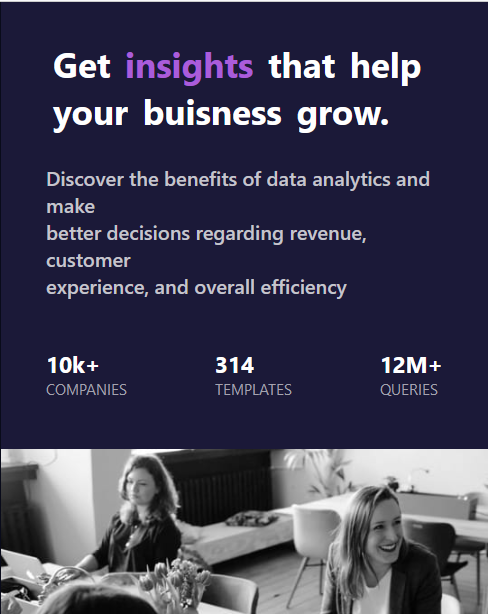 Get insights that help
your buisness grow.
Discover the benefits of data analytics and
make
better decisions regarding revenue,
customer
experience, and overall efficiency
10k+ 314 12M+
COMPANIES TEMPLATES QUERIES